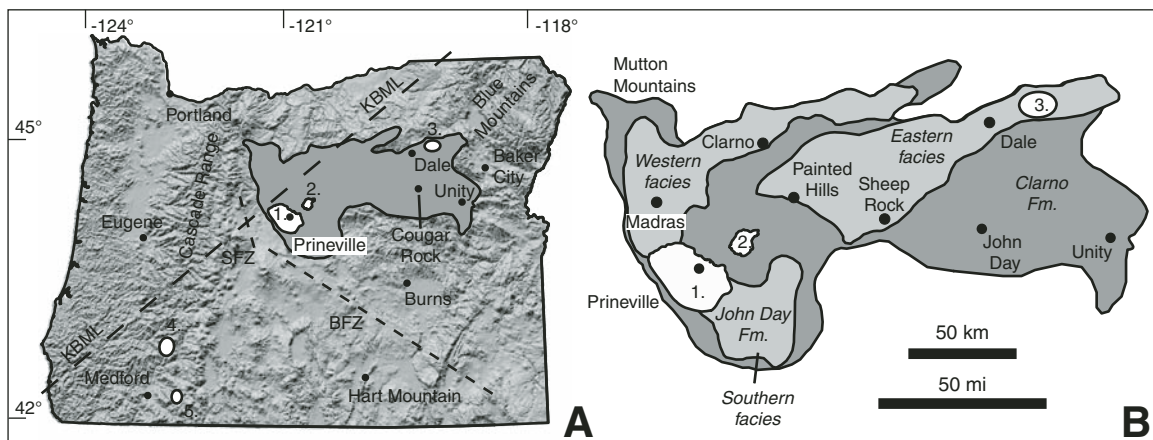 -124°
-121°
-118°
45°
42°
Portland
KBML
Blue
Mountains
Cascade Range
3.
Dale
Baker
City
2.
Unity
1.
Eugene
Prineville
Cougar
Rock
SFZ
Burns
BFZ
4.
KBML
Medford
5.
Hart Mountain
A
Mutton
Mountains
3.
Clarno
Eastern
facies
Dale
Western
facies
Painted
Hills
Sheep
Rock
Clarno
Fm.
Madras
2.
John
Day
Unity
1.
Prineville
John Day
Fm.
50 km
50 mi
Southern
facies
B